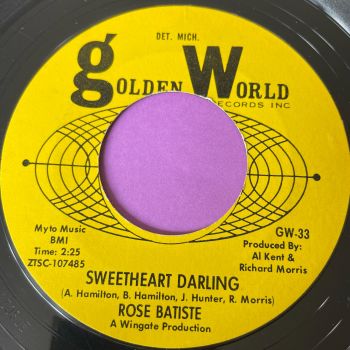 DET. MICH.
Golden World
RECORDS INC
Myto Music
BMI
Time: 2:25
ZTSC-107485
GW-33
Produced By:
Al Kent &
Richard Morris
SWEETHEART DARLING
(A. Hamilton, B. Hamilton, J. Hunter, R. Morris)
ROSE BATISTE
A Wingate Production